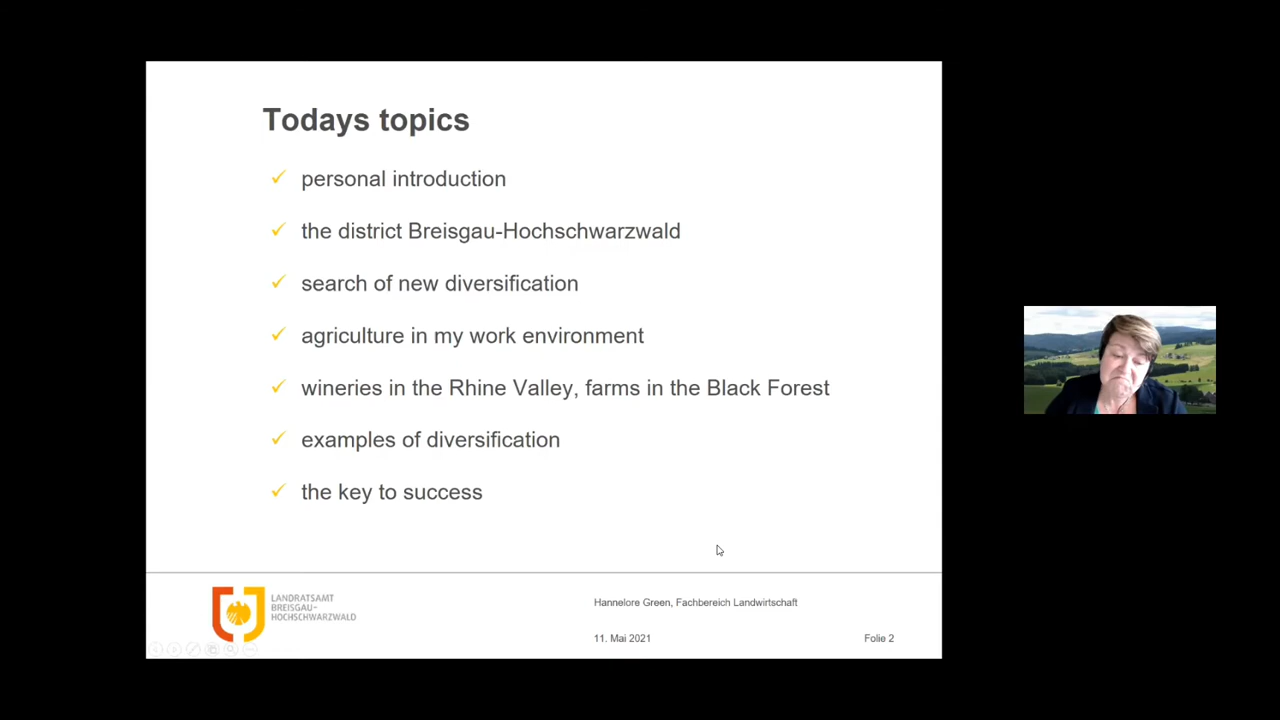 Todays topics
personal introduction
the district Breisgau-Hochschwarzwald
search of new diversification
agriculture in my work environment
wineries in the Rhine Valley, farms in the Black Forest
examples of diversification
the key to success
LANDRATSAMT
BREISGAU-
HOCHSCHWARZWALD
Hannelore Green, Fachbereich Landwirtschaft
11. Mai 2021
Folie 2